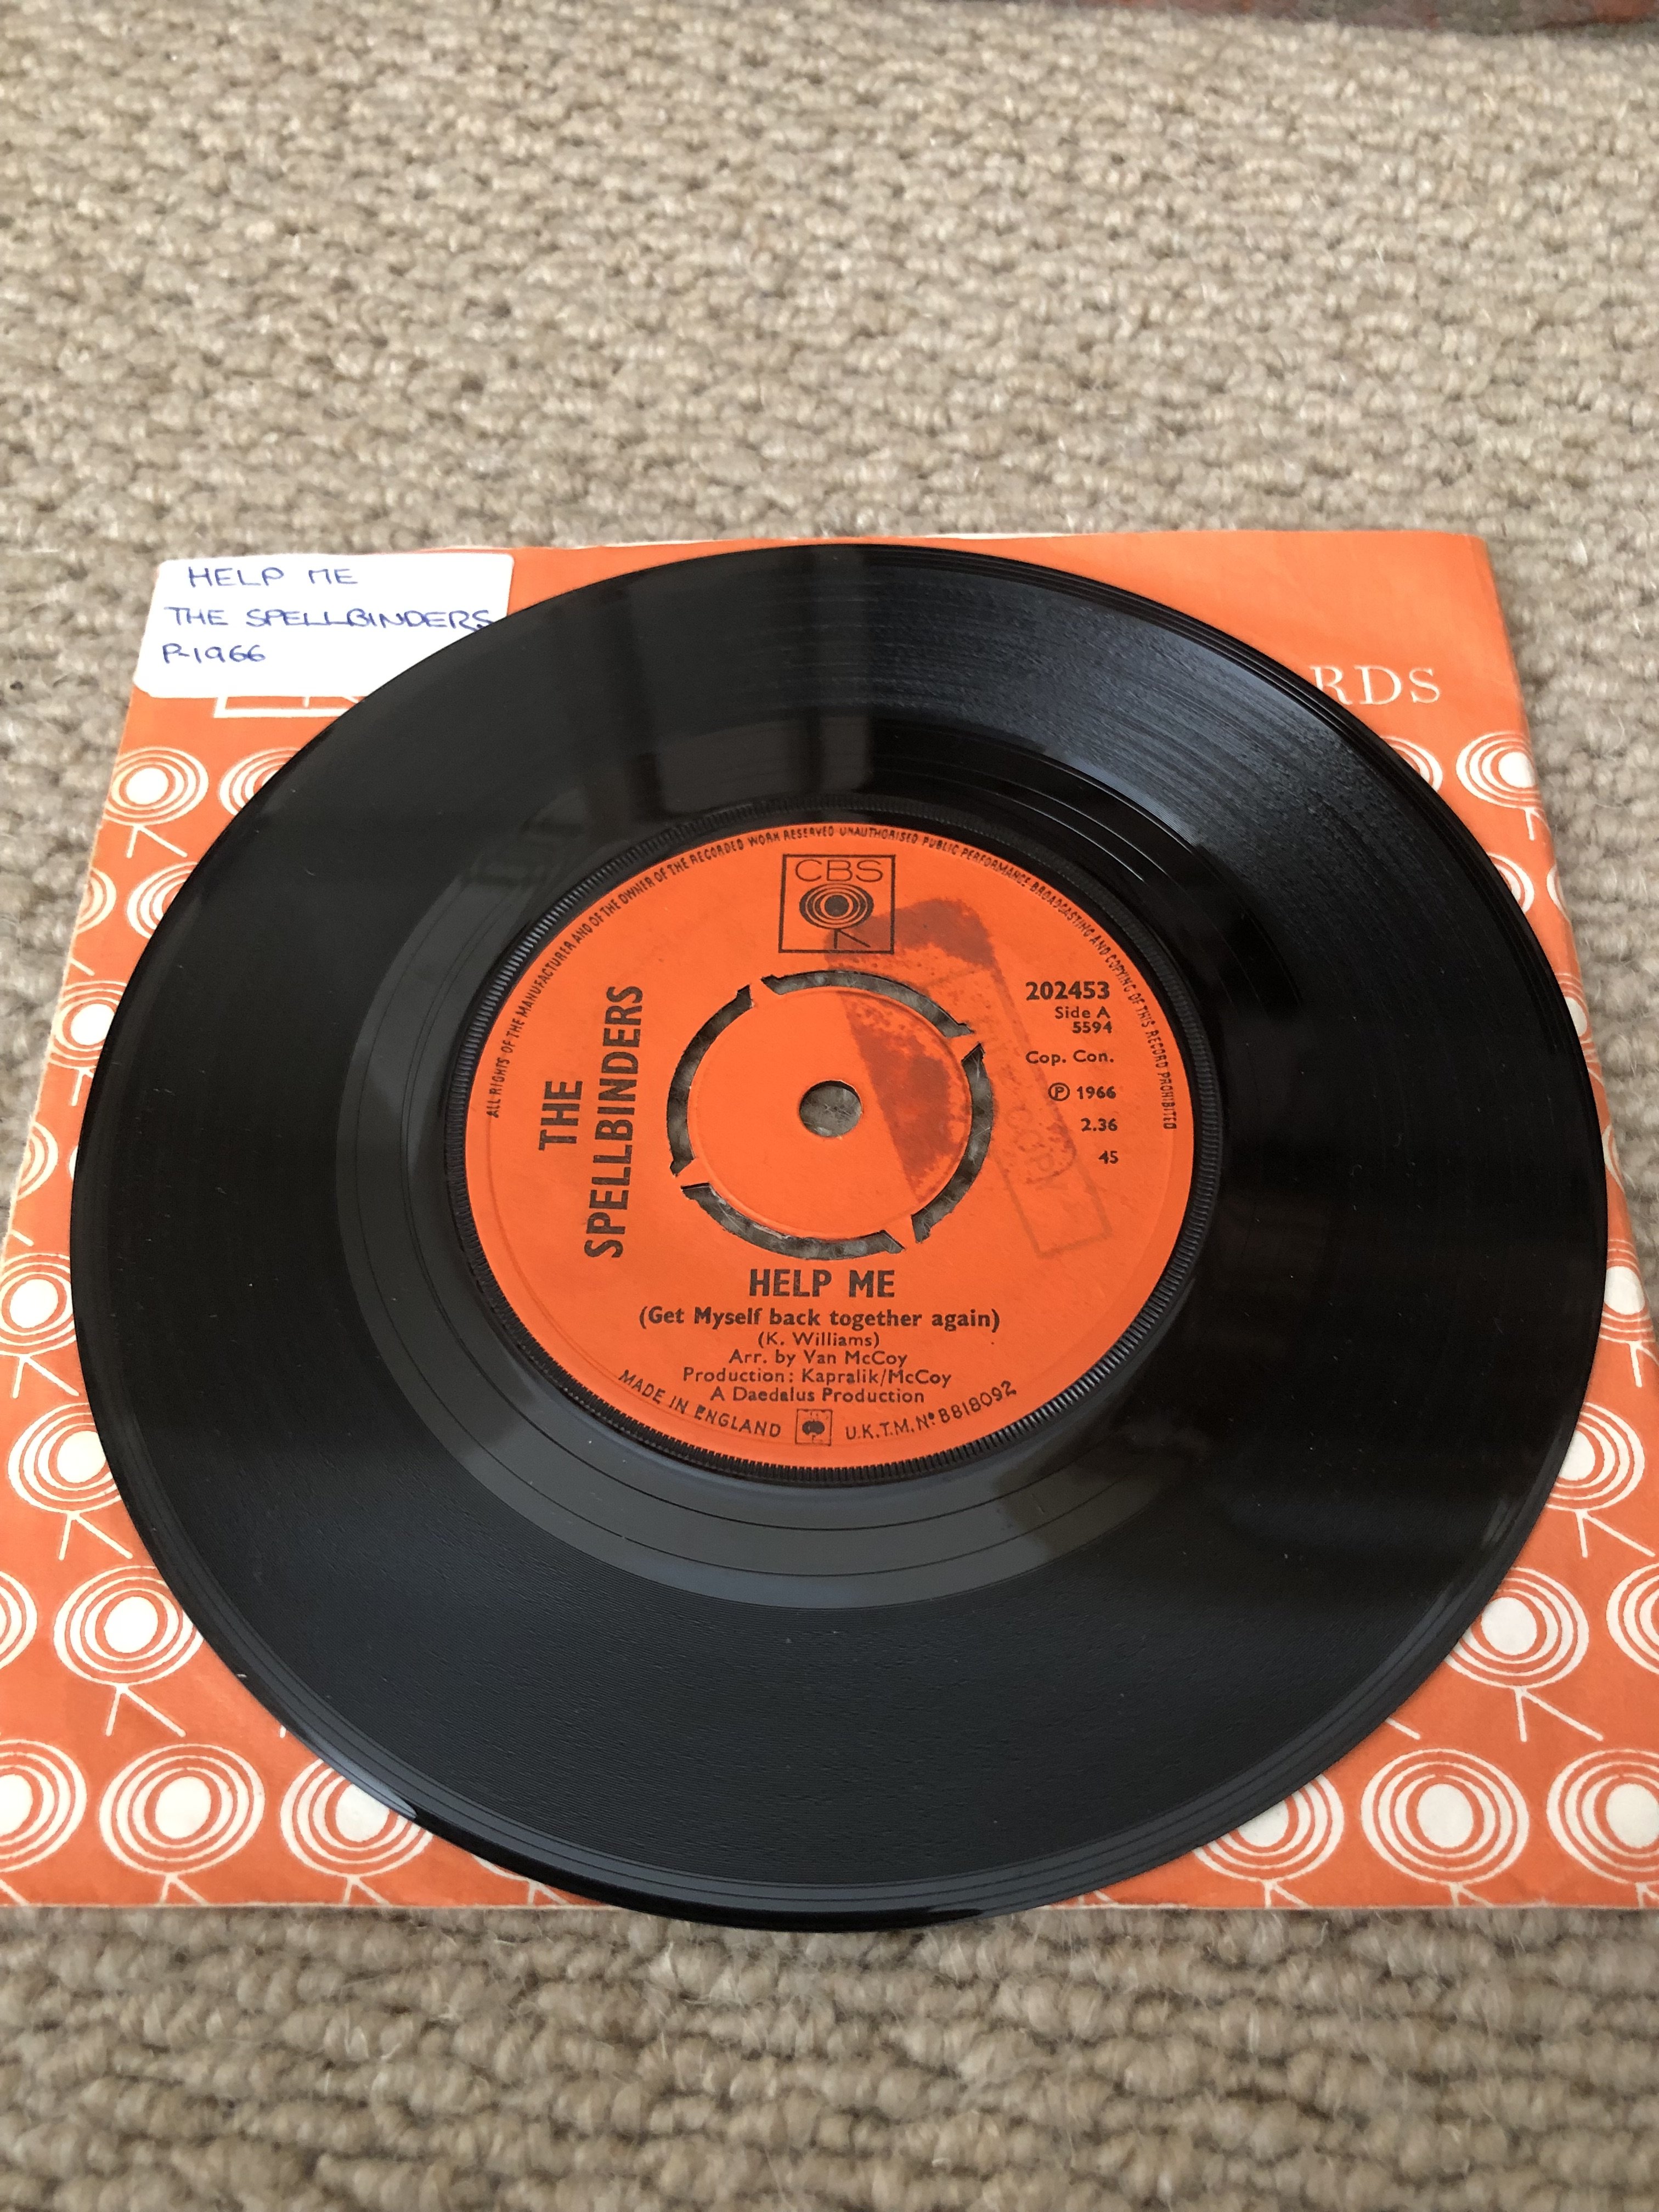 HELP ME
THE SPELLBINDERS
P-1966
RDS
ALL RIGHTS OF THE MANUFACTURER AND OF THE OWNER OF THE RECORDED WORK RESERVED UNAUTHORISED PUBLIC PERFORMANCE BROADCASTING AND COPYING OF THIS RECORD PROHIBITED
CBS
202453
Side A
5594
Cop. Con.
℗ 1966
2.36
45
THE
SPELLBINDERS
HELP ME
(Get Myself back together again)
(K. Williams)
Arr. by Van McCoy
Production: Kapralik/McCoy
A Daedalus Production
MADE IN ENGLAND U.K.T.M. Nº B818092